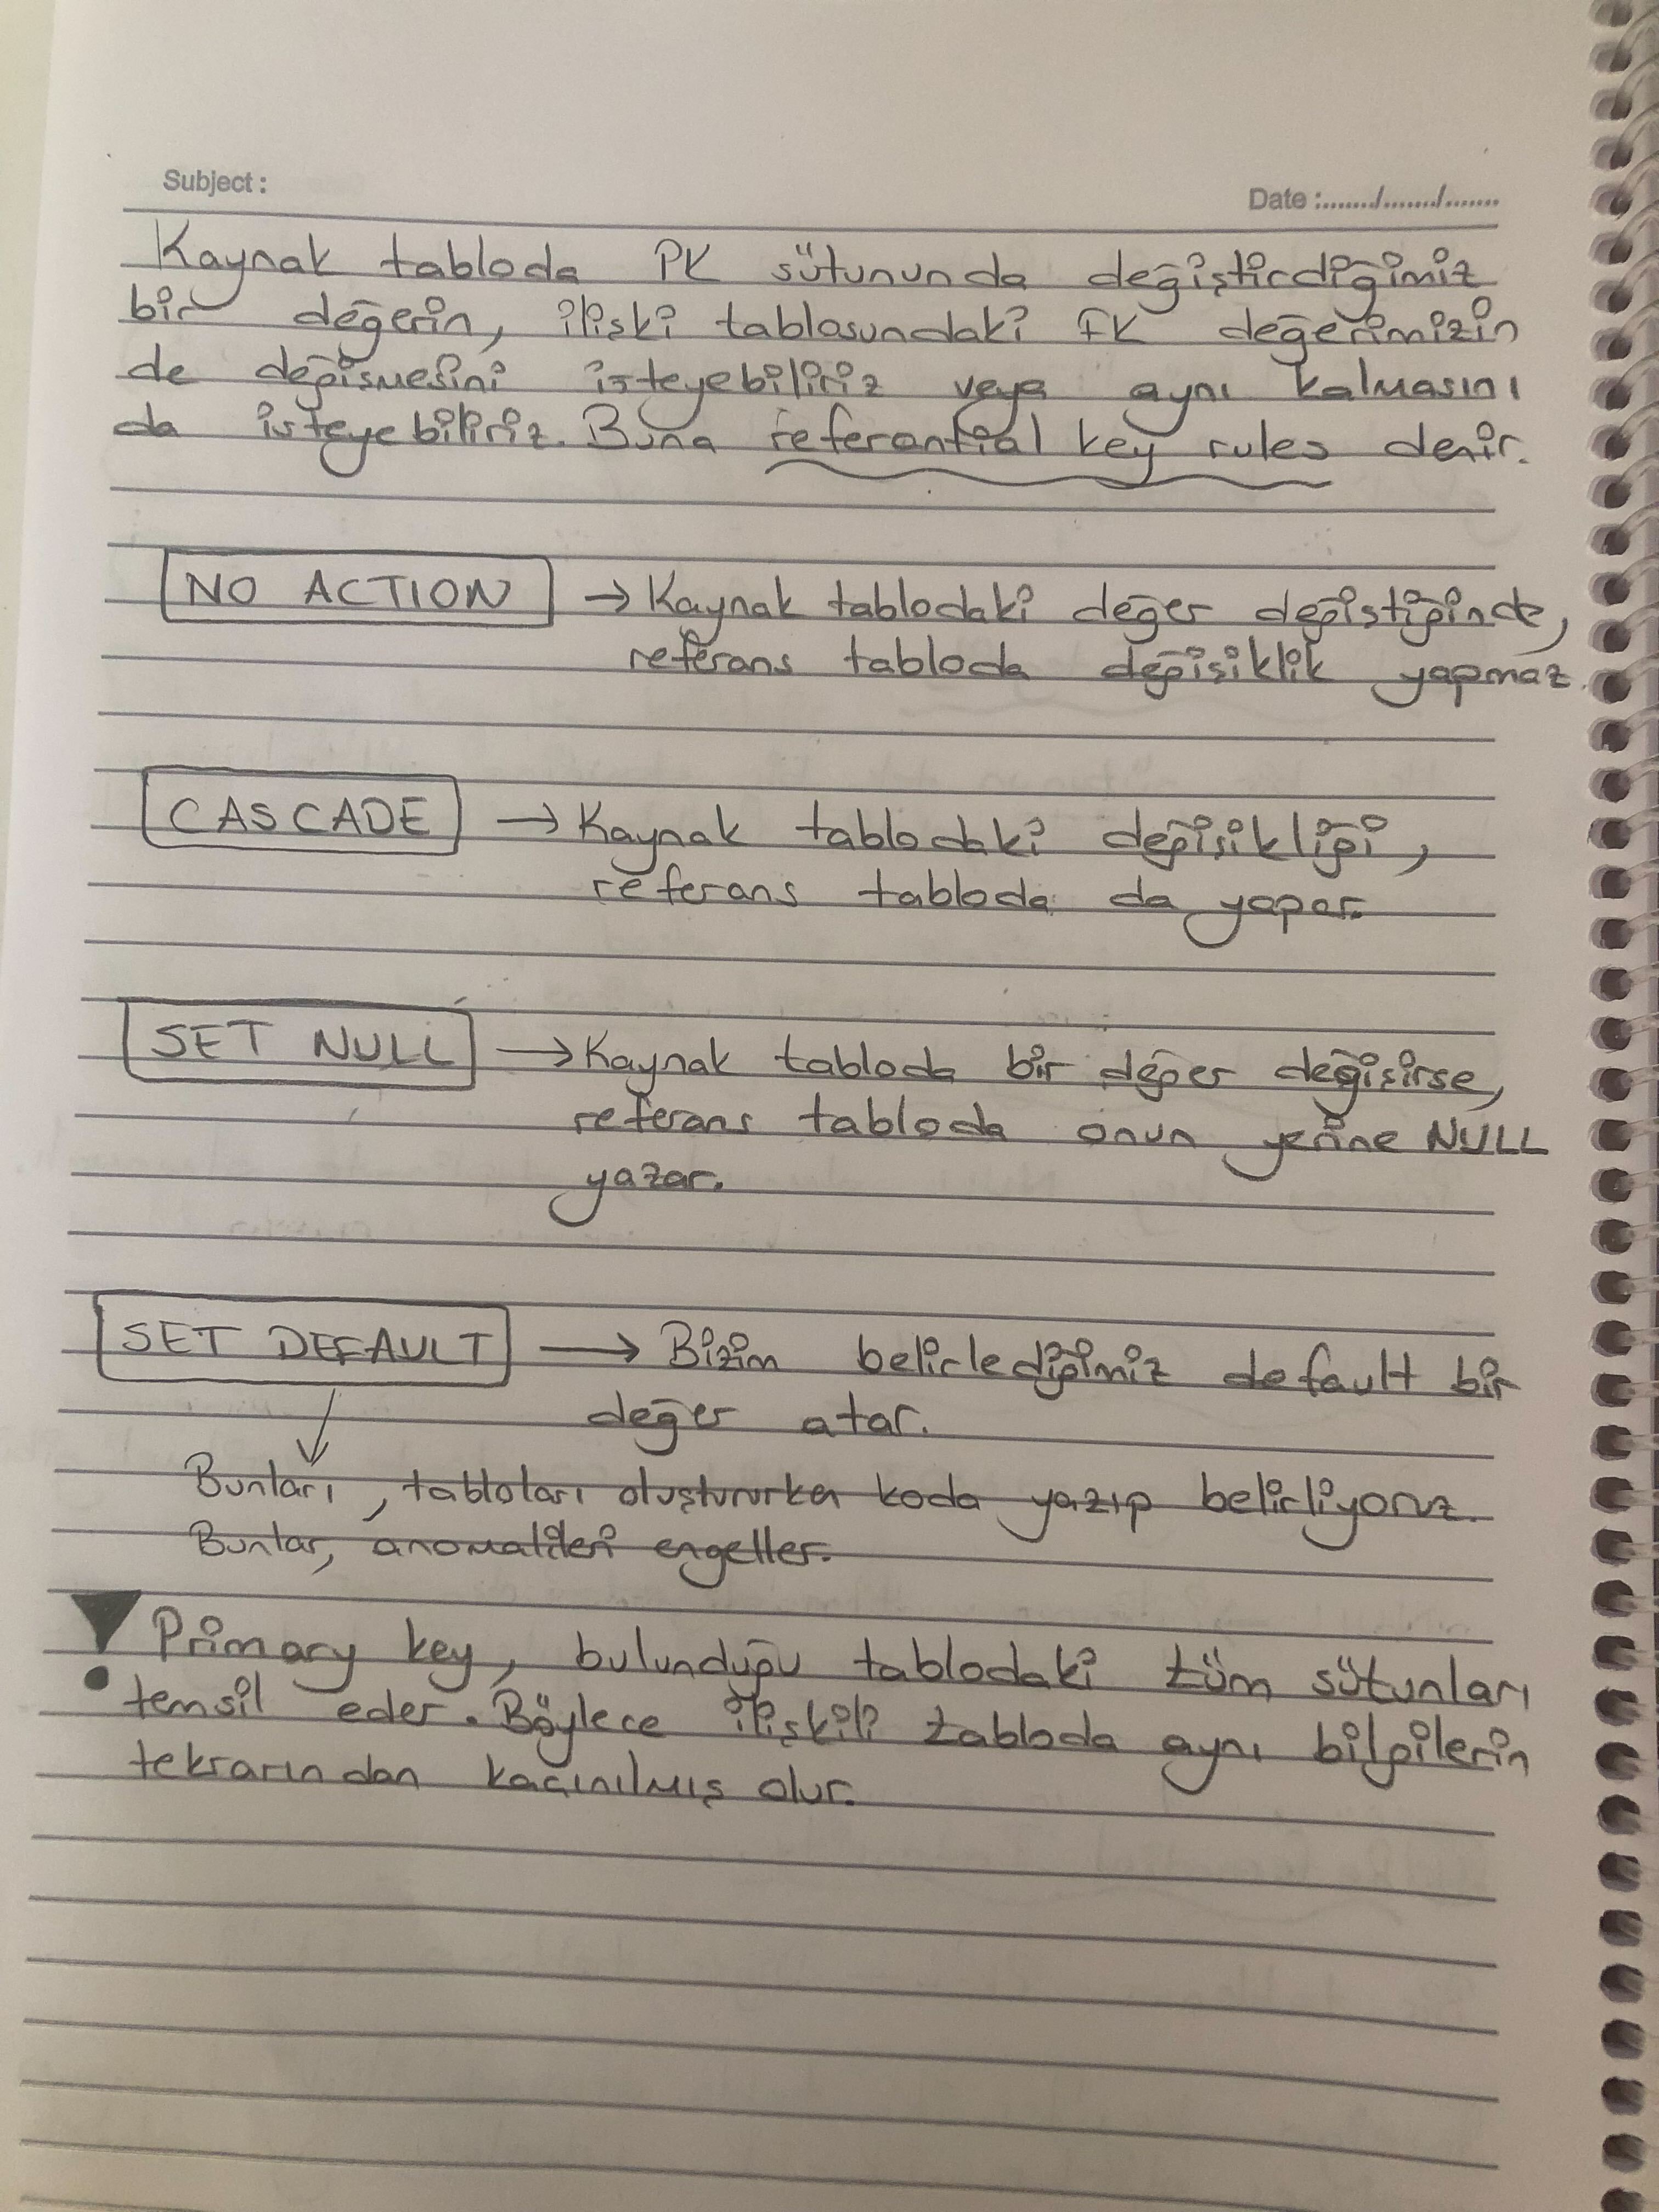 Subject :
Date :......./......./.......
Kaynak tabloda PK sütununda değiştirdiğimiz
bir değerin, ilişki tablosundaki FK değerimizin
de değişmesini isteyebiliriz veya aynı kalmasını
da isteyebiliriz. Buna referantial key rules denir.
NO ACTION → Kaynak tablodaki değer değiştiğinde,
referans tabloda değişiklik yapmaz.
CASCADE → Kaynak tablodaki değişikliği,
referans tabloda da yapar.
SET NULL → Kaynak tabloda bir değer değişirse,
referans tabloda onun yerine NULL
yazar.
SET DEFAULT → Bizim belirlediğimiz default bir
değer atar.
Bunları, tabloları oluştururken koda yazıp belirliyoruz.
Bunlar, anomalileri engeller.
Primary key, bulunduğu tablodaki tüm sütunları
temsil eder. Böylece ilişkili tabloda aynı bilgilerin
tekrarından kaçınılmış olur.